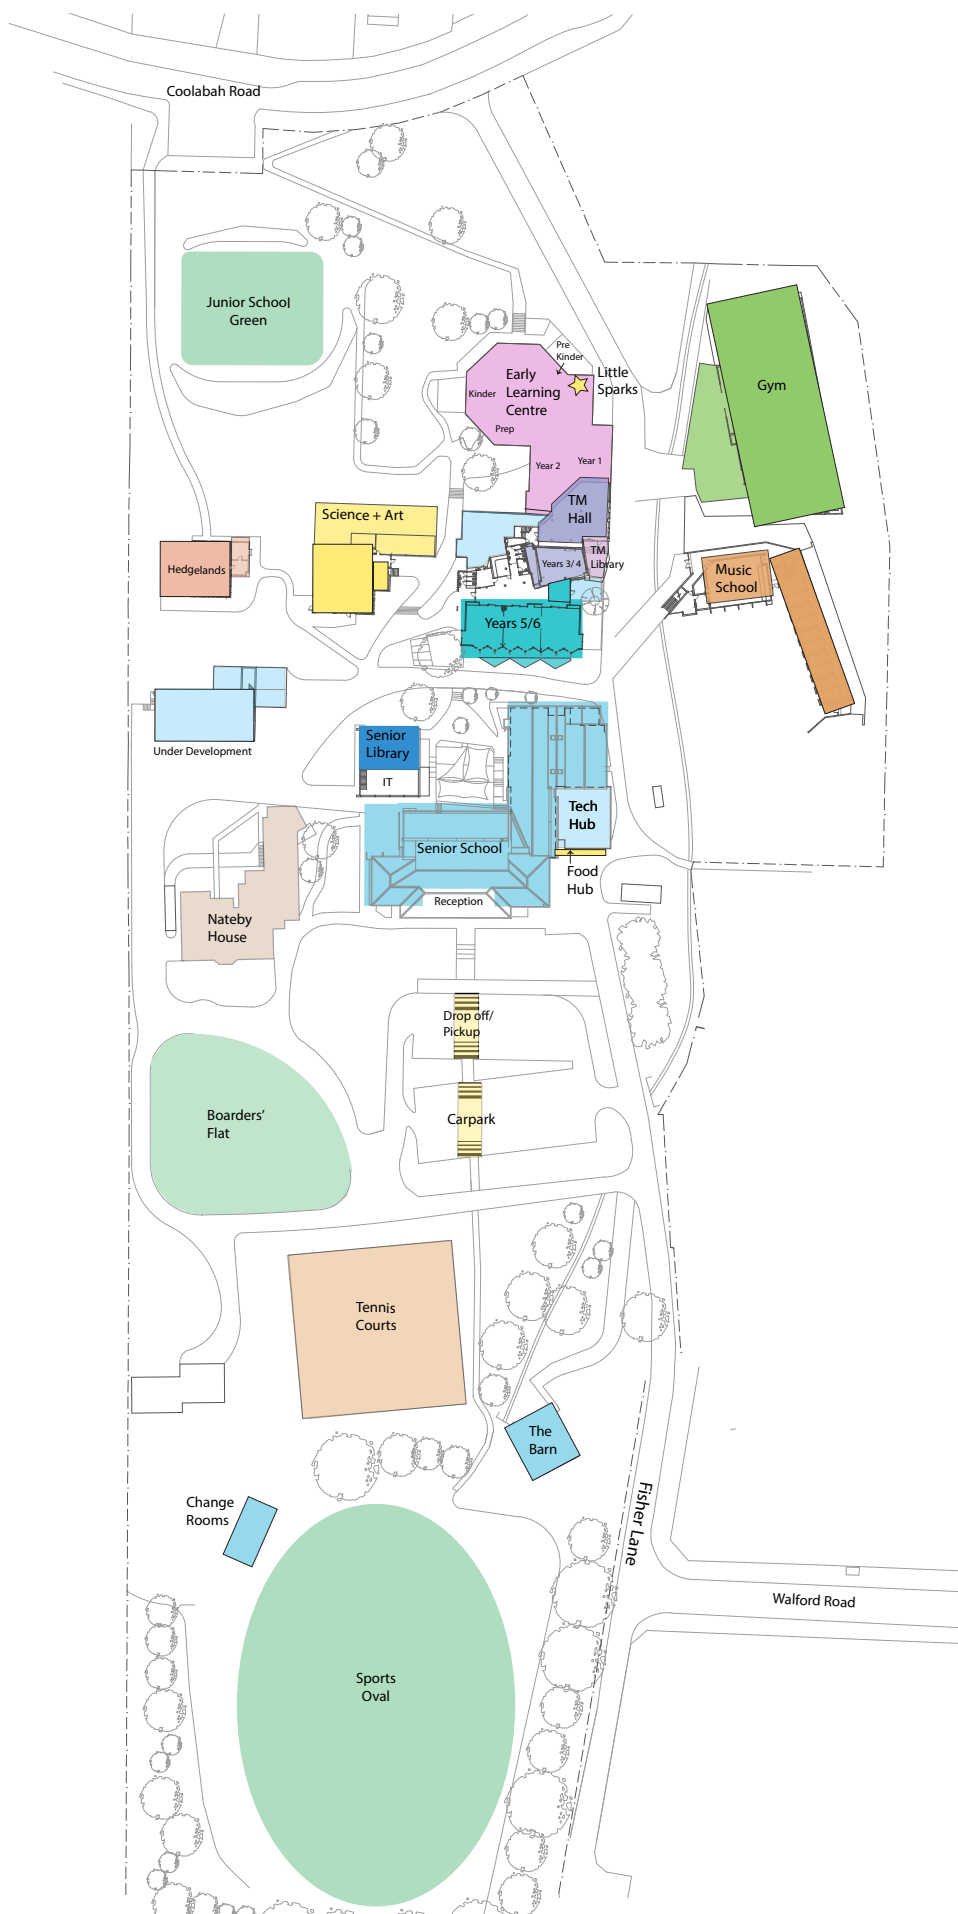 Coolabah Road
Junior School
Green
Pre
Kinder
Little
Sparks
Early
Learning
Centre
Kinder
Prep
Year 2
Year 1
Gym
TM
Hall
Science + Art
Hedgelands
Years 3/ 4
TM
Library
Music
School
Years 5/6
Under Development
Senior
Library
IT
Tech
Hub
Senior School
Food
Hub
Reception
Nateby
House
Drop off/
Pickup
Carpark
Boarders'
Flat
Tennis
Courts
The
Barn
Change
Rooms
Fisher Lane
Walford Road
Sports
Oval